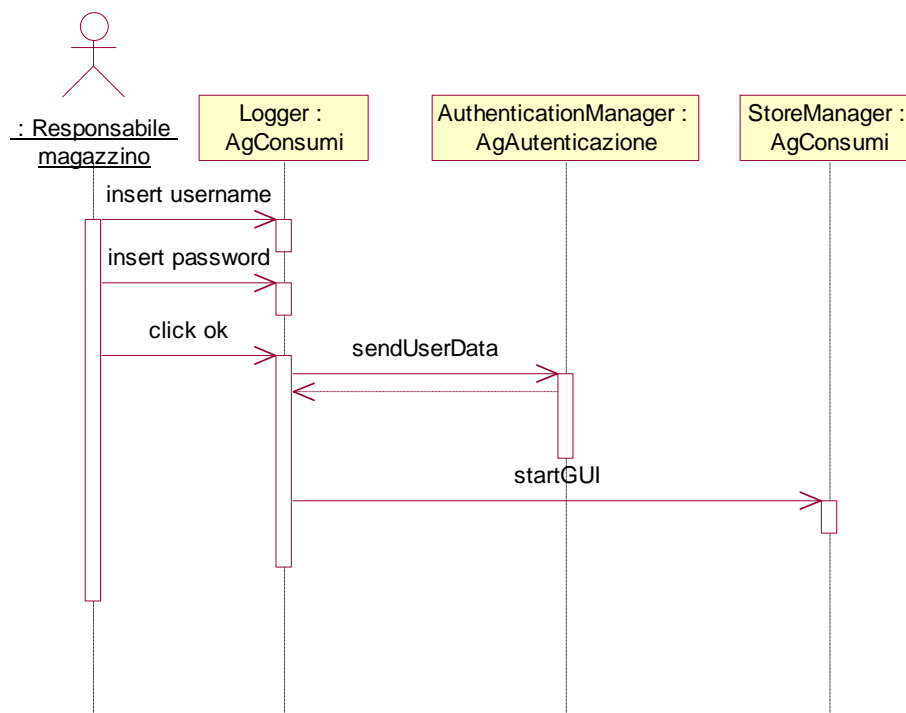 : Responsabile
magazzino
Logger :
AgConsumi
AuthenticationManager :
AgAutenticazione
StoreManager :
AgConsumi
insert username
insert password
click ok
sendUserData
startGUI